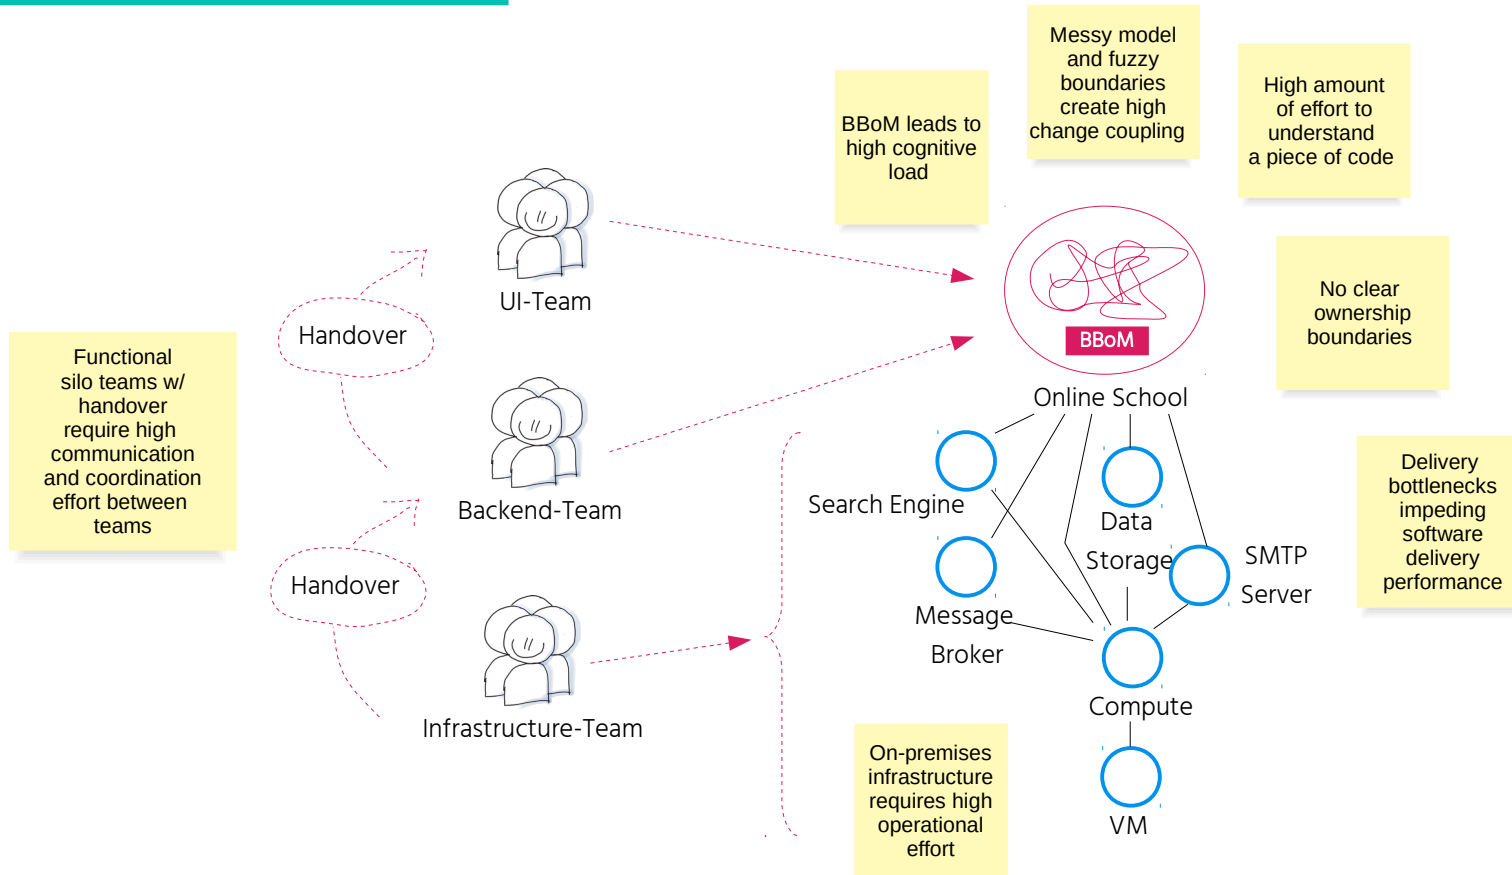 Messy model
and fuzzy
boundaries
create high
change coupling
High amount
of effort to
understand
a piece of code
BBoM leads to
high cognitive
load
UI-Team
Handover
No clear
ownership
boundaries
BBoM
Functional
silo teams w/
handover
require high
communication
and coordination
effort between
teams
Online School
Backend-Team
Search Engine
Data
Storage
Delivery
bottlenecks
impeding
software
delivery
performance
SMTP
Server
Handover
Message
Broker
Infrastructure-Team
Compute
On-premises
infrastructure
requires high
operational
effort
VM